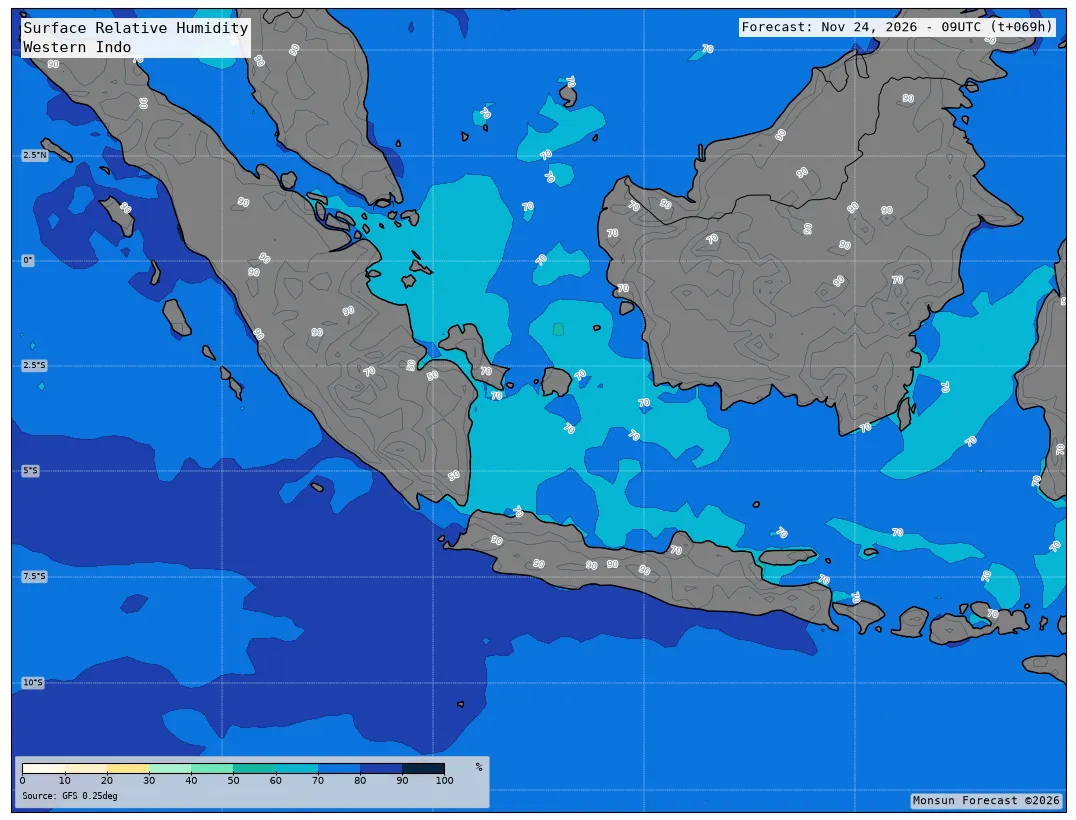 Surface Relative Humidity
Western Indo
Forecast: Nov 24, 2026 - 09UTC (t+069h)
2.5°N
0°
2.5°S
5°S
7.5°S
10°S
0 10 20 30 40 50 60 70 80 90 100
%
Source: GFS 0.25deg
Monsun Forecast ©2026